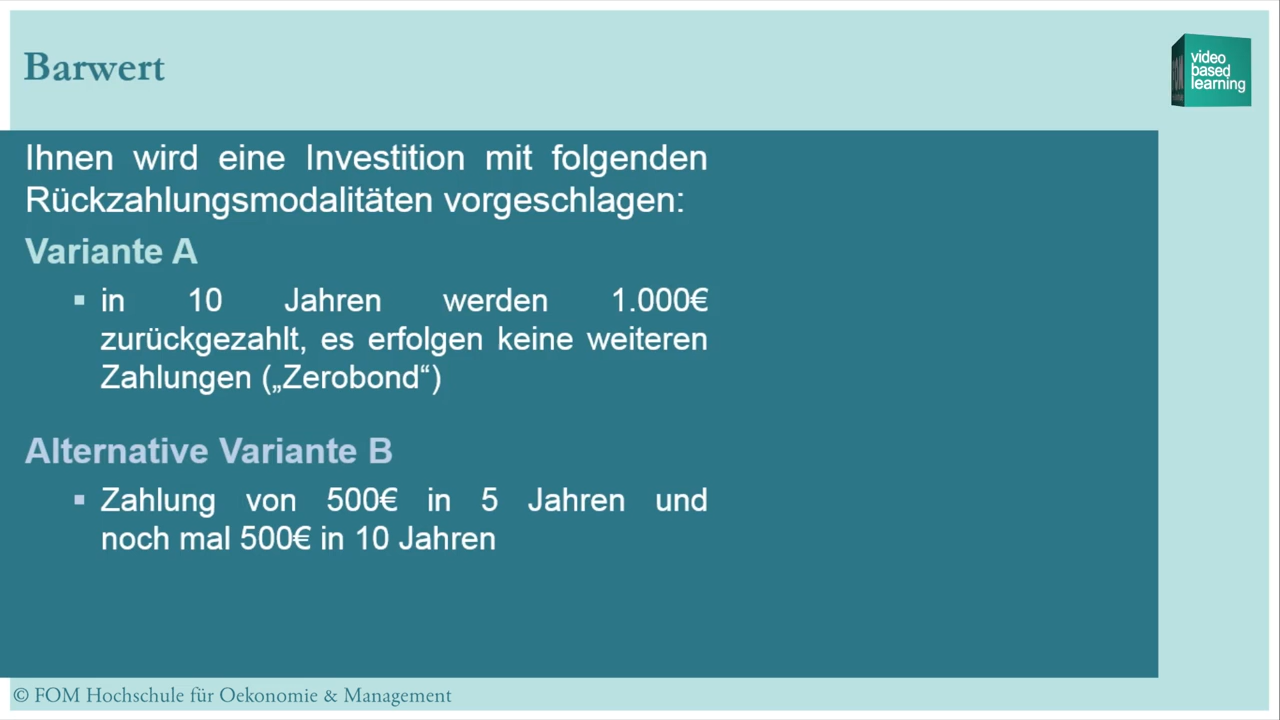 Barwert
video
based
learning
Ihnen wird eine Investition mit folgenden
Rückzahlungsmodalitäten vorgeschlagen:
Variante A
▪ in 10 Jahren werden 1.000€
zurückgezahlt, es erfolgen keine weiteren
Zahlungen („Zerobond“)
Alternative Variante B
▪ Zahlung von 500€ in 5 Jahren und
noch mal 500€ in 10 Jahren
© FOM Hochschule für Oekonomie & Management